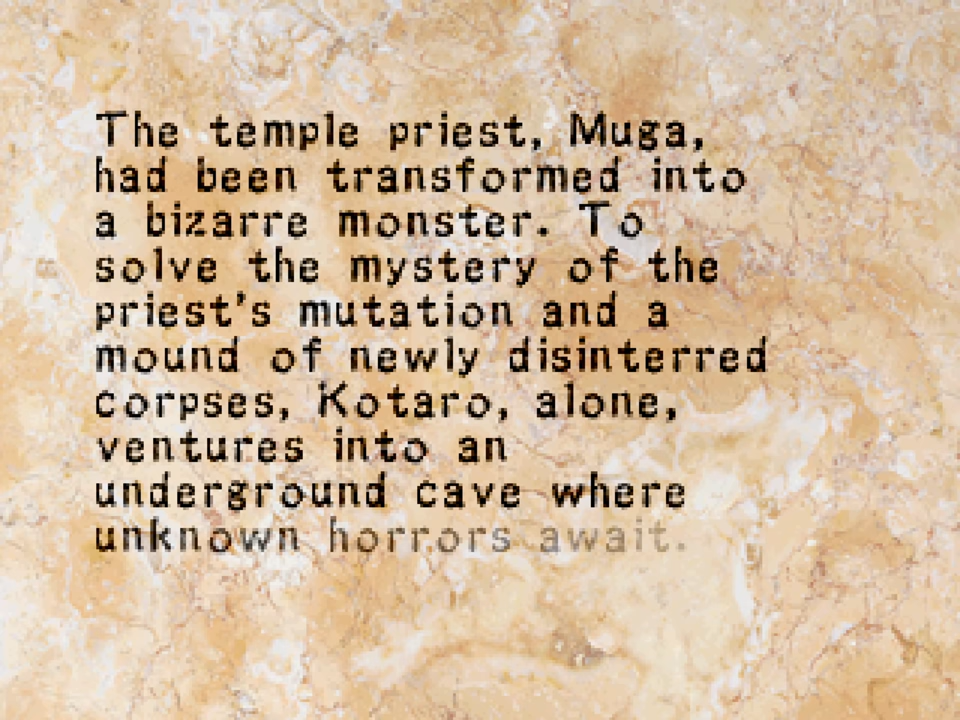 The temple priest, Muga,
had been transformed into
a bizarre monster. To
solve the mystery of the
priest's mutation and a
mound of newly disinterred
corpses, Kotaro, alone,
ventures into an
underground cave where
unknown horrors await.